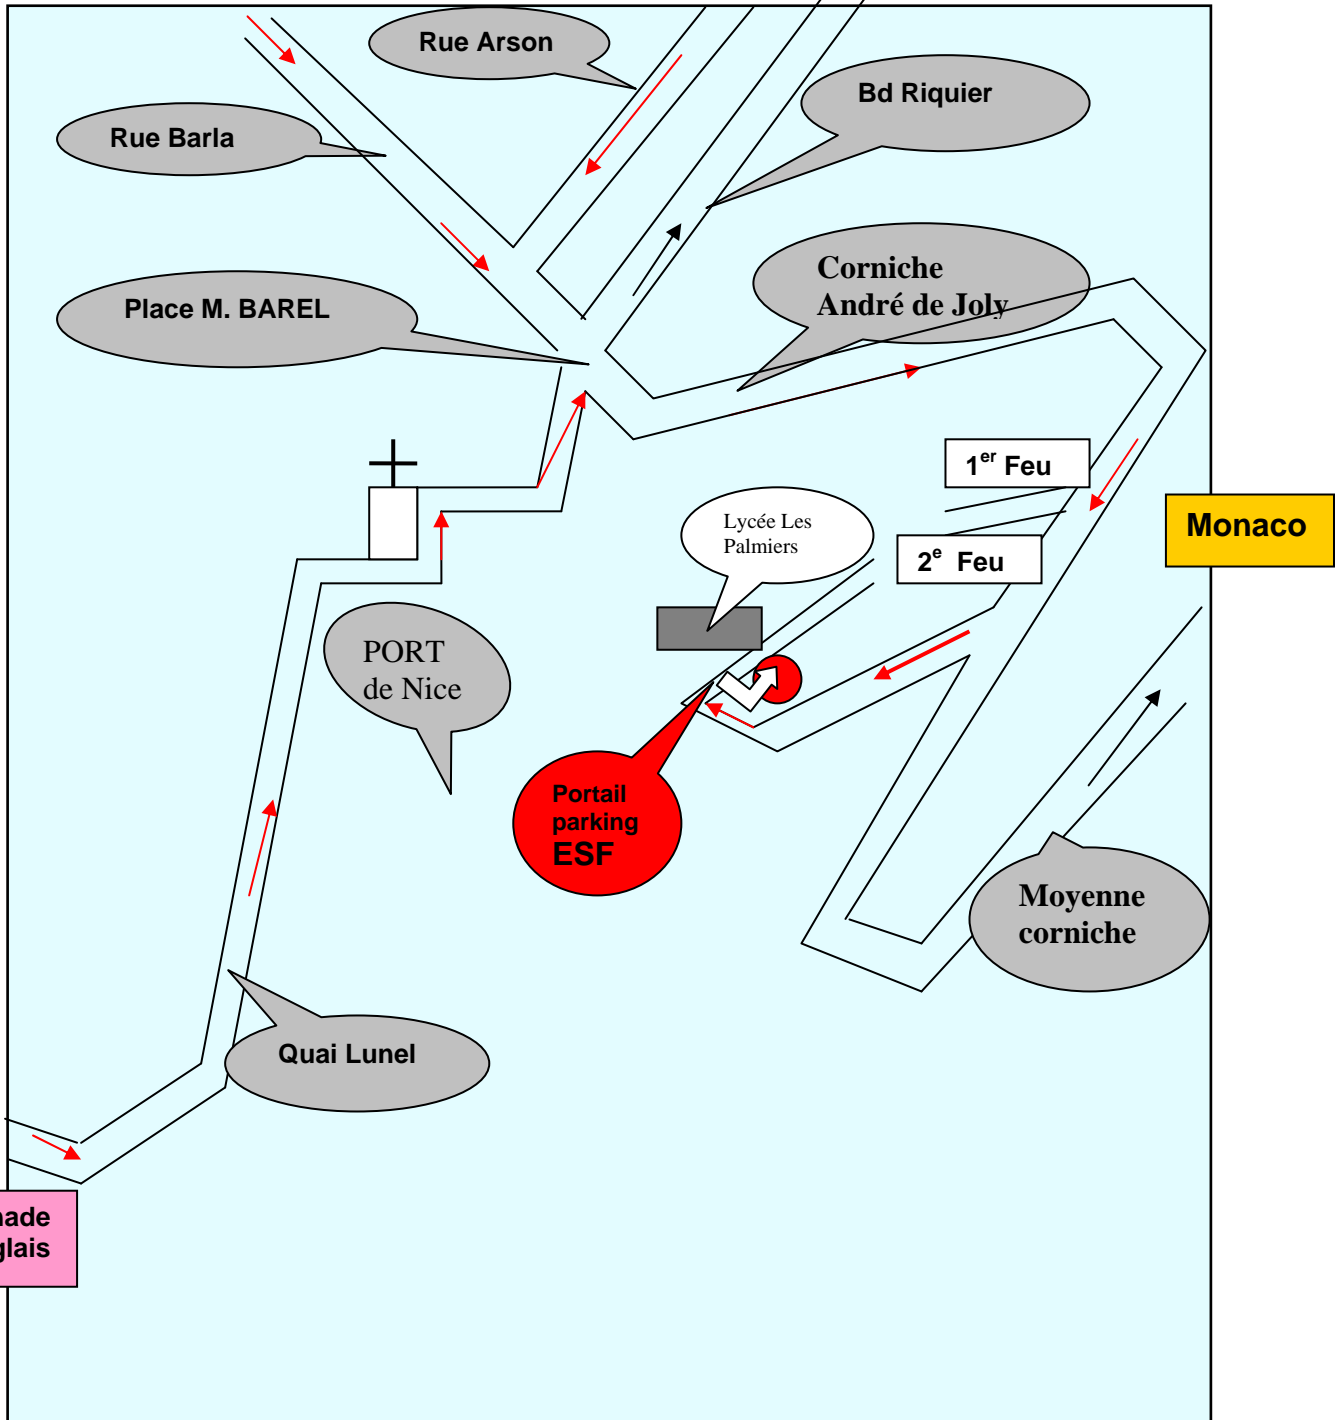 Rue Arson
Bd Riquier
Rue Barla
Corniche
André de Joly
Place M. BAREL
1er Feu
Monaco
Lycée Les
Palmiers
2e Feu
PORT
de Nice
Portail
parking
ESF
Moyenne
corniche
Quai Lunel
nade
glais